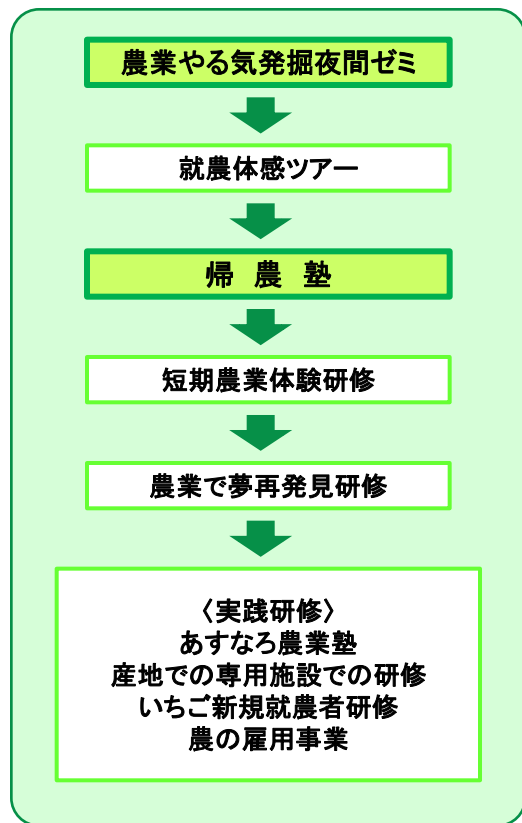 農業やる気発掘夜間ゼミ
就農体感ツアー
帰 農 塾
短期農業体験研修
農業で夢再発見研修
〈実践研修〉
あすなろ農業塾
産地での専用施設での研修
いちご新規就農者研修
農の雇用事業